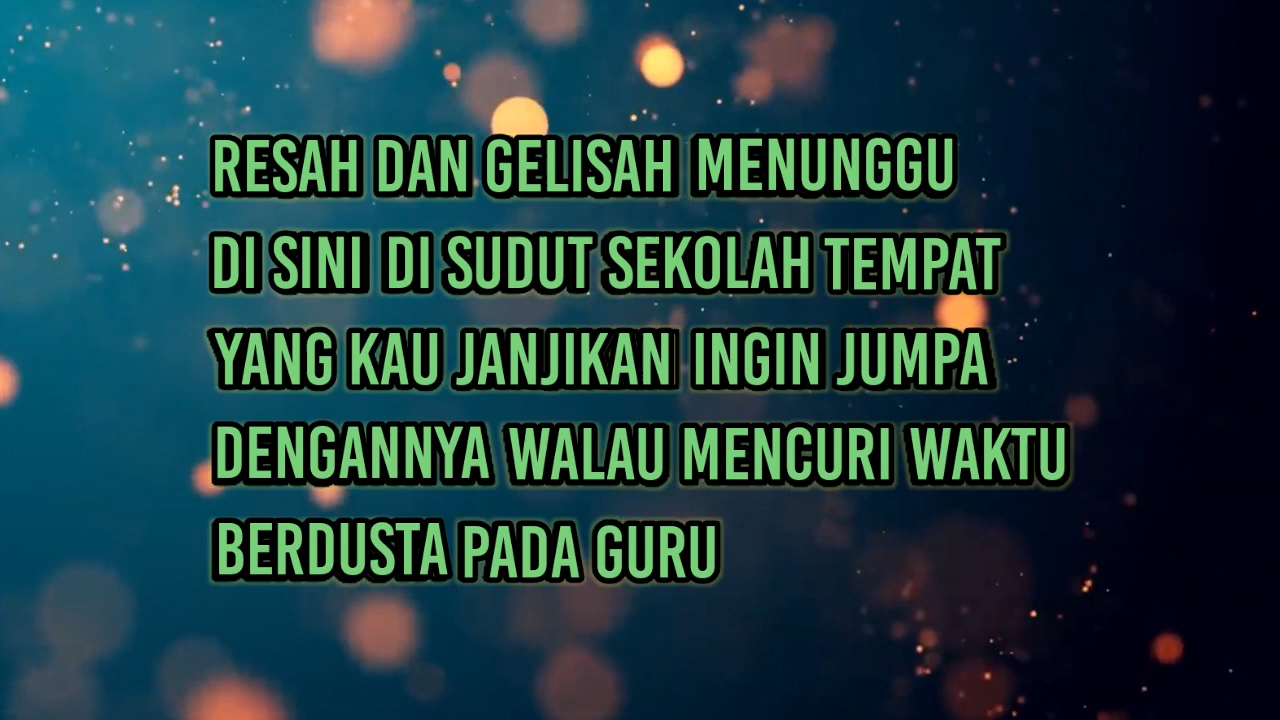 RESAH DAN GELISAH MENUNGGU
DI SINI DI SUDUT SEKOLAH TEMPAT
YANG KAU JANJIKAN INGIN JUMPA
DENGANNYA WALAU MENCURI WAKTU
BERDUSTA PADA GURU